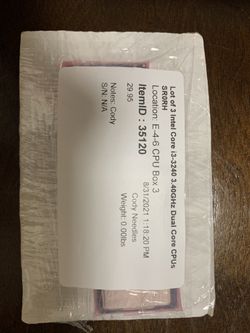 Lot of 3 Intel Core i3-3240 3.40GHz Dual Core CPUs
SR0RH
Location: E-4-6 CPU Box 3
ItemID : 35120
8/31/2021 1:18:20 PM
29.95
Cody Needles
Weight: 0.00lbs
Notes: Cody
S/N: N/A